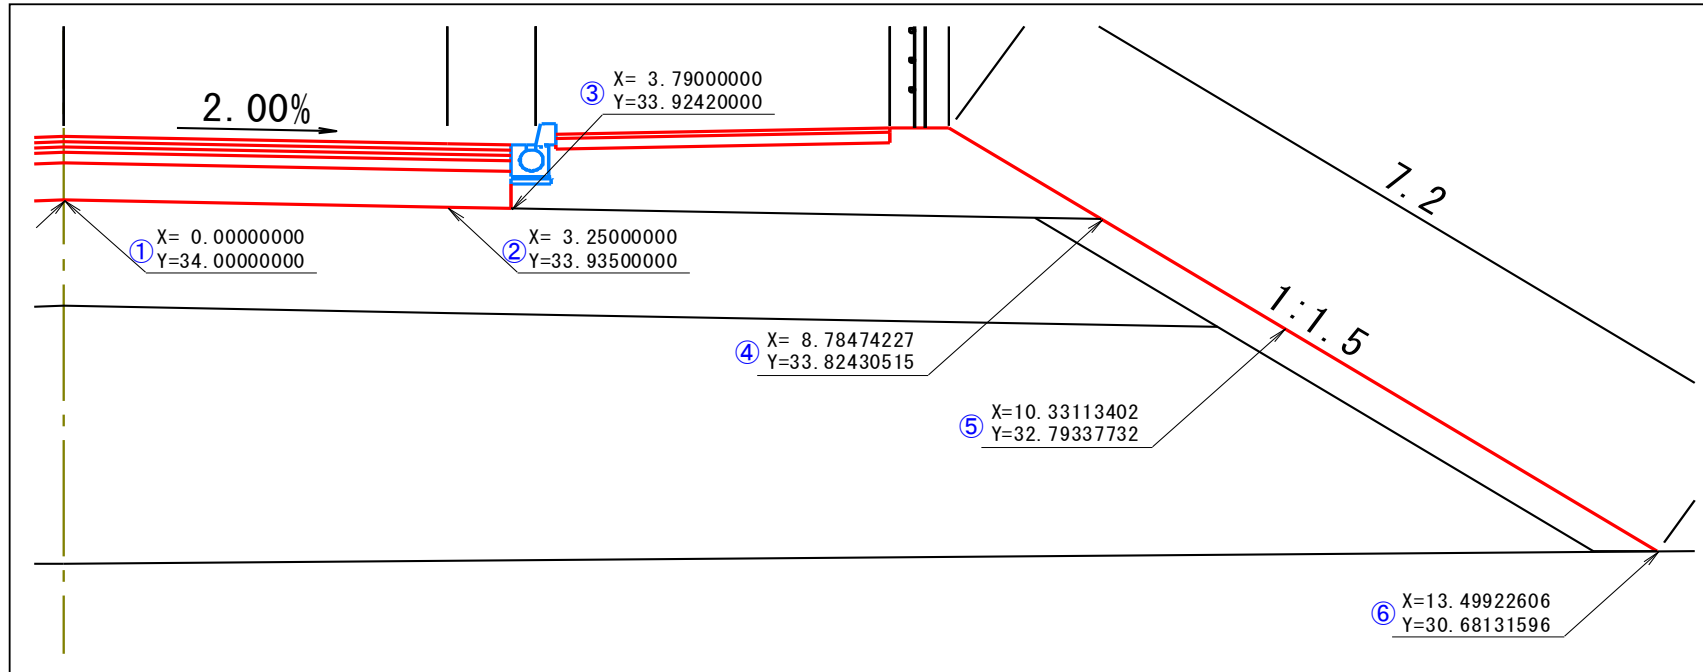 2.00%
③ X= 3.79000000
Y=33.92420000
7.2
① X= 0.00000000
Y=34.00000000
② X= 3.25000000
Y=33.93500000
1:1.5
④ X= 8.78474227
Y=33.82430515
⑤ X=10.33113402
Y=32.79337732
⑥ X=13.49922606
Y=30.68131596